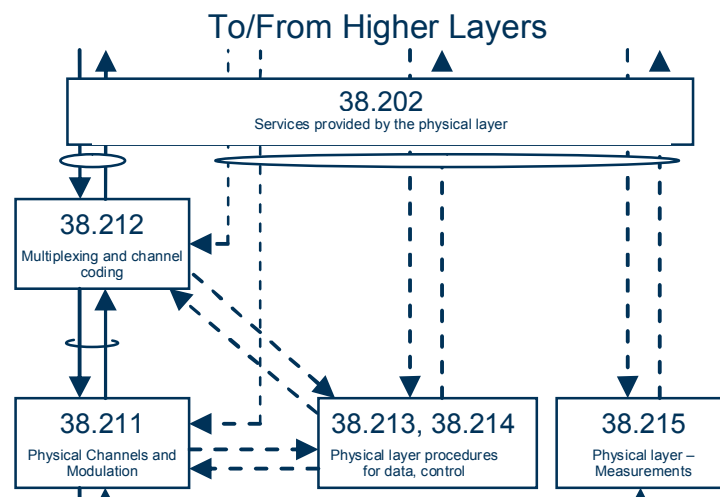 To/From Higher Layers
38.202
Services provided by the physical layer
38.212
Multiplexing and channel
coding
38.211
Physical Channels and
Modulation
38.213, 38.214
Physical layer procedures
for data, control
38.215
Physical layer –
Measurements